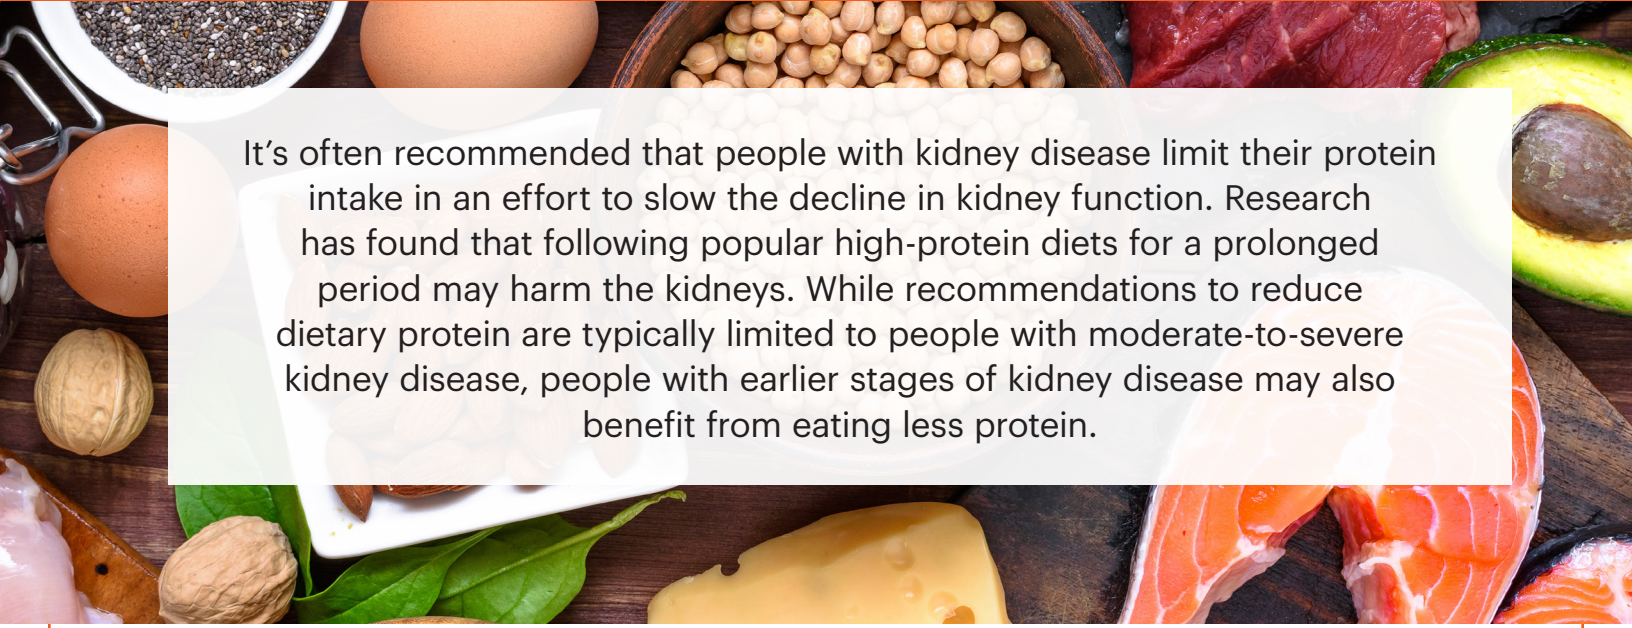 It’s often recommended that people with kidney disease limit their protein
intake in an effort to slow the decline in kidney function. Research
has found that following popular high-protein diets for a prolonged
period may harm the kidneys. While recommendations to reduce
dietary protein are typically limited to people with moderate-to-severe
kidney disease, people with earlier stages of kidney disease may also
benefit from eating less protein.